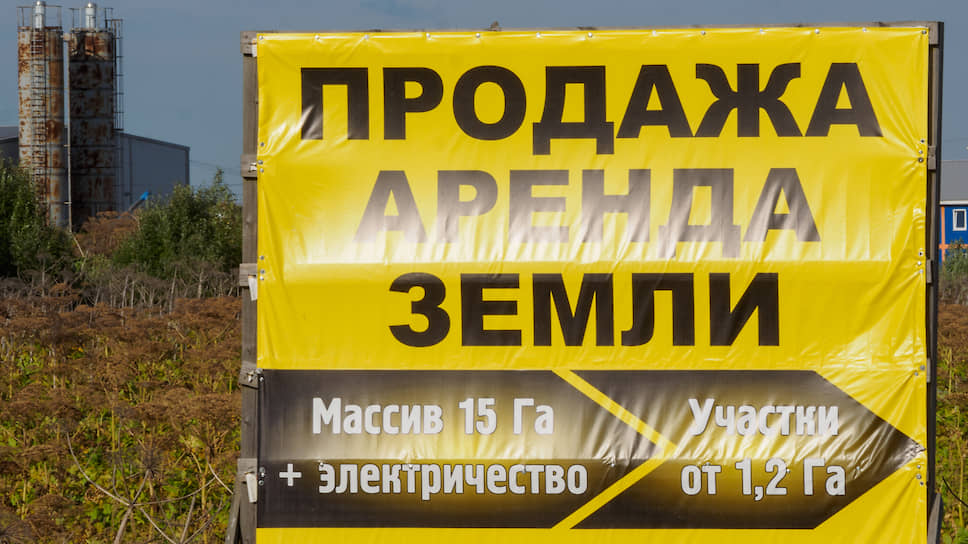 ПРОДАЖА
АРЕНДА
ЗЕМЛИ
Массив 15 Га
+ электричество
Участки
от 1,2 Га